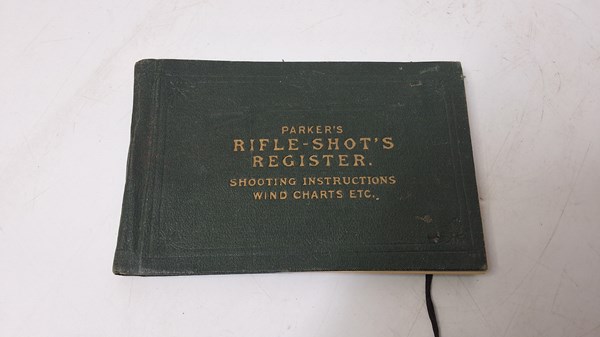 PARKER'S
RIFLE-SHOT'S
REGISTER.
SHOOTING INSTRUCTIONS
WIND CHARTS ETC.